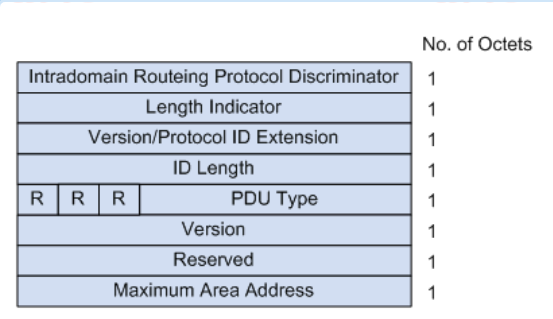 No. of Octets
Intradomain Routeing Protocol Discriminator 1
Length Indicator 1
Version/Protocol ID Extension 1
ID Length 1
R R R PDU Type 1
Version 1
Reserved 1
Maximum Area Address 1